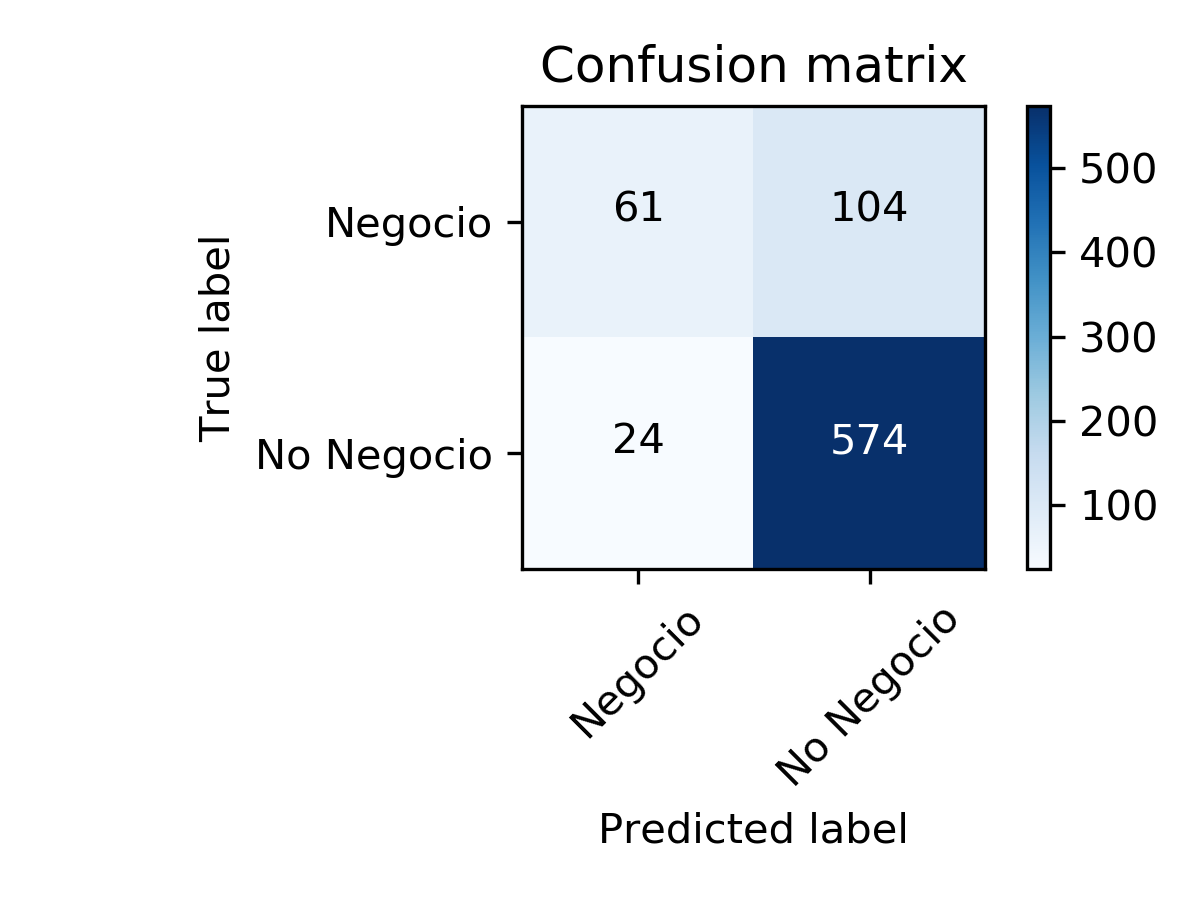 Confusion matrix
True label
Negocio
61
104
No Negocio
24
574
500
400
300
200
100
Negocio
No Negocio
Predicted label